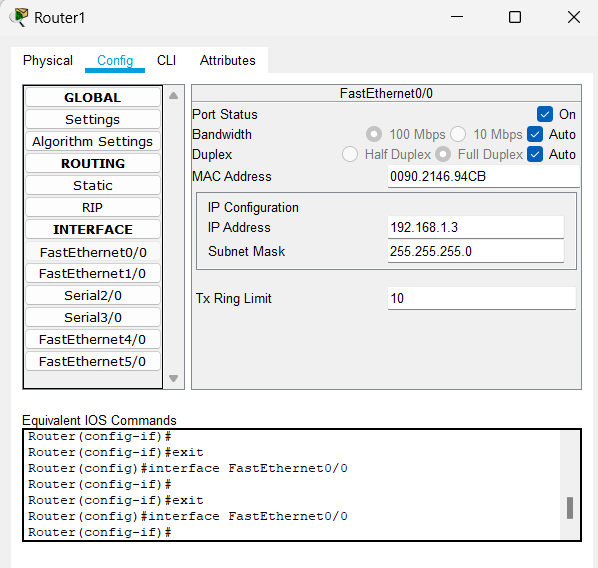 Router1
Physical Config CLI Attributes
GLOBAL
Settings
Algorithm Settings
ROUTING
Static
RIP
INTERFACE
FastEthernet0/0
FastEthernet1/0
Serial2/0
Serial3/0
FastEthernet4/0
FastEthernet5/0
FastEthernet0/0
Port Status On
Bandwidth 100 Mbps 10 Mbps Auto
Duplex Half Duplex Full Duplex Auto
MAC Address 0090.2146.94CB
IP Configuration
IP Address 192.168.1.3
Subnet Mask 255.255.255.0
Tx Ring Limit 10
Equivalent IOS Commands
Router(config-if)#
Router(config-if)#exit
Router(config)#interface FastEthernet0/0
Router(config-if)#
Router(config-if)#exit
Router(config)#interface FastEthernet0/0
Router(config-if)#